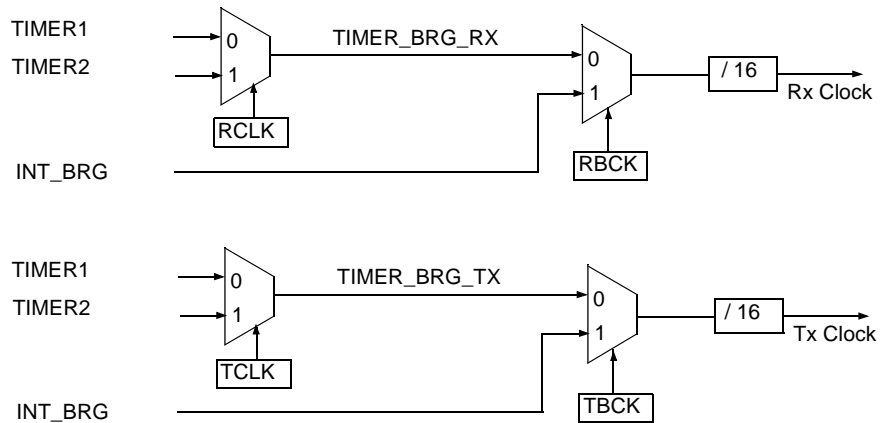 TIMER1
0
TIMER_BRG_RX
TIMER2
1
0
/ 16
1
Rx Clock
RCLK
INT_BRG
RBCK
TIMER1
0
TIMER_BRG_TX
TIMER2
1
0
/ 16
1
Tx Clock
TCLK
INT_BRG
TBCK